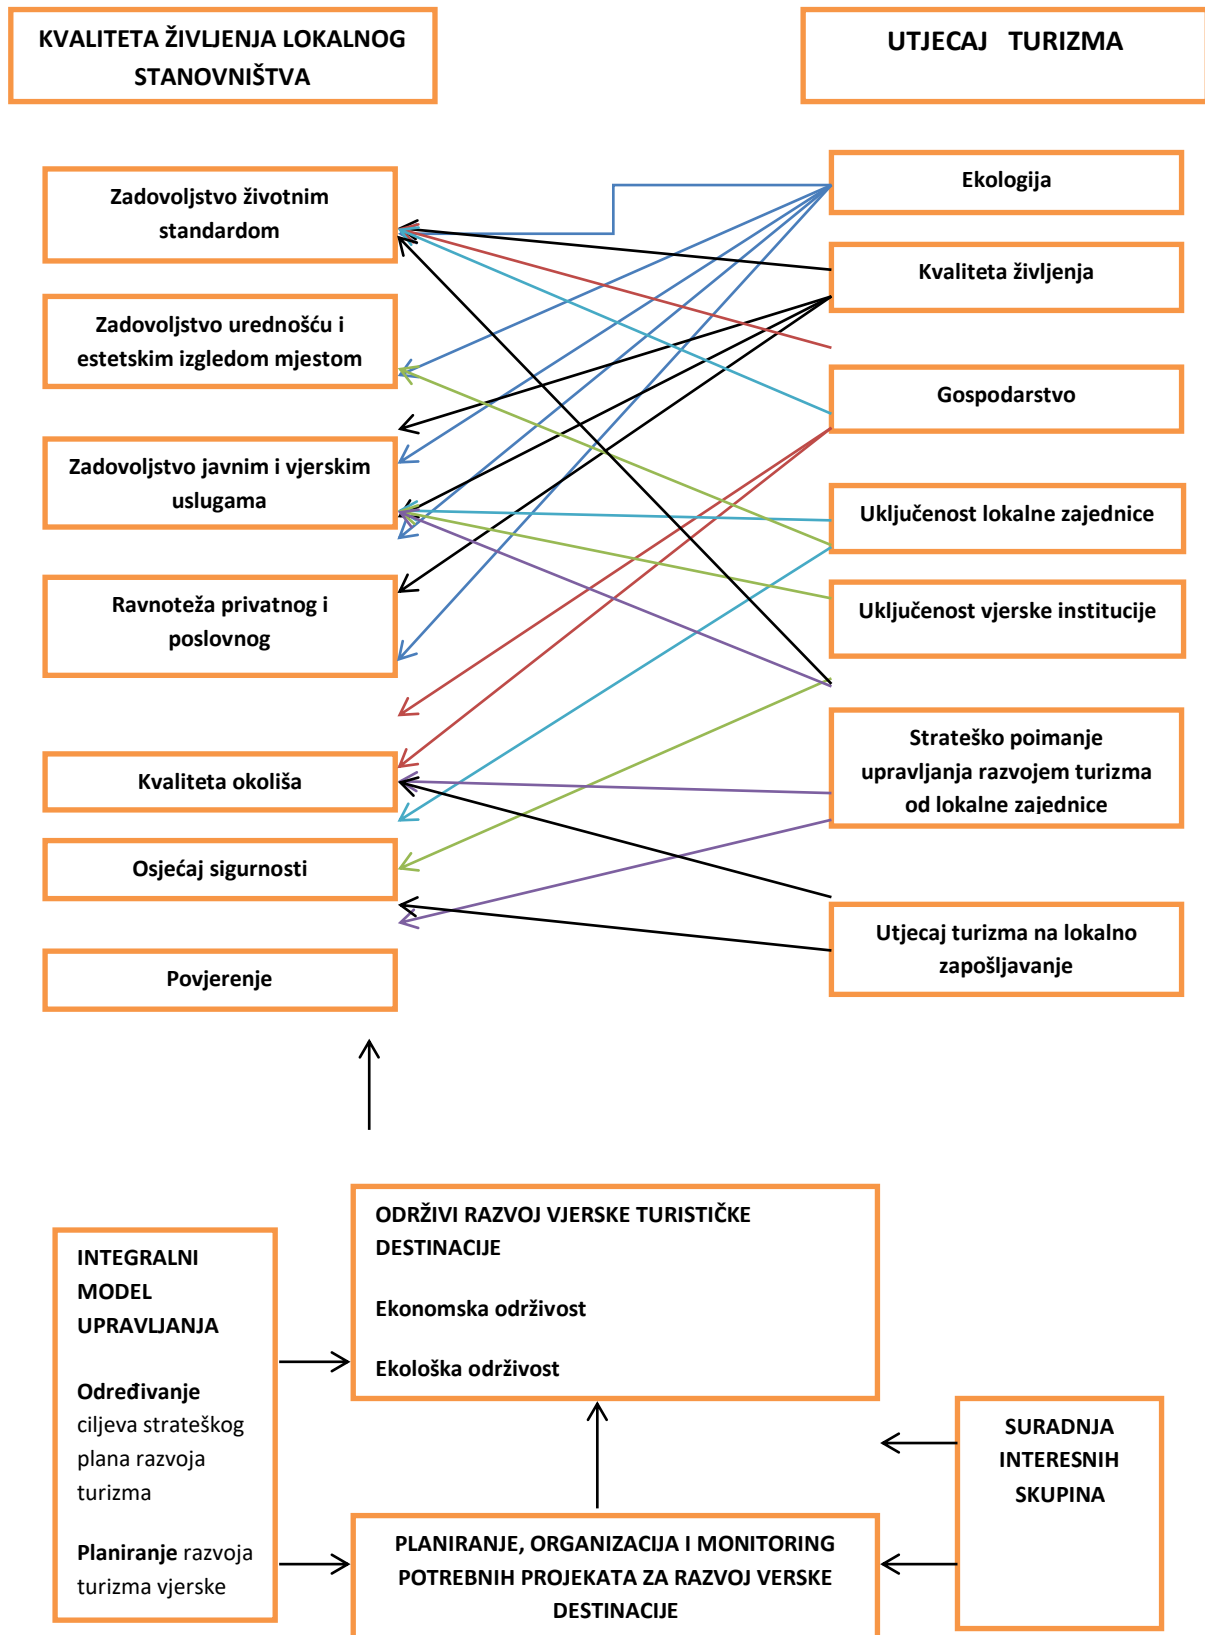 KVALITETA ŽIVLJENJA LOKALNOG
STANOVNIŠTVA
UTJECAJ TURIZMA
Zadovoljstvo životnim
standardom
Zadovoljstvo urednošću i
estetskim izgledom mjestom
Zadovoljstvo javnim i vjerskim
uslugama
Ravnoteža privatnog i
poslovnog
Kvaliteta okoliša
Osjećaj sigurnosti
Povjerenje
Ekologija
Kvaliteta življenja
Gospodarstvo
Uključenost lokalne zajednice
Uključenost vjerske institucije
Strateško poimanje
upravljanja razvojem turizma
od lokalne zajednice
Utjecaj turizma na lokalno
zapošljavanje
INTEGRALNI
MODEL
UPRAVLJANJA
Određivanje
ciljeva strateškog
plana razvoja
turizma
Planiranje razvoja
turizma vjerske
ODRŽIVI RAZVOJ VJERSKE TURISTIČKE
DESTINACIJE
Ekonomska održivost
Ekološka održivost
PLANIRANJE, ORGANIZACIJA I MONITORING
POTREBNIH PROJEKATA ZA RAZVOJ VERSKE
DESTINACIJE
SURADNJA
INTERESNIH
SKUPINA